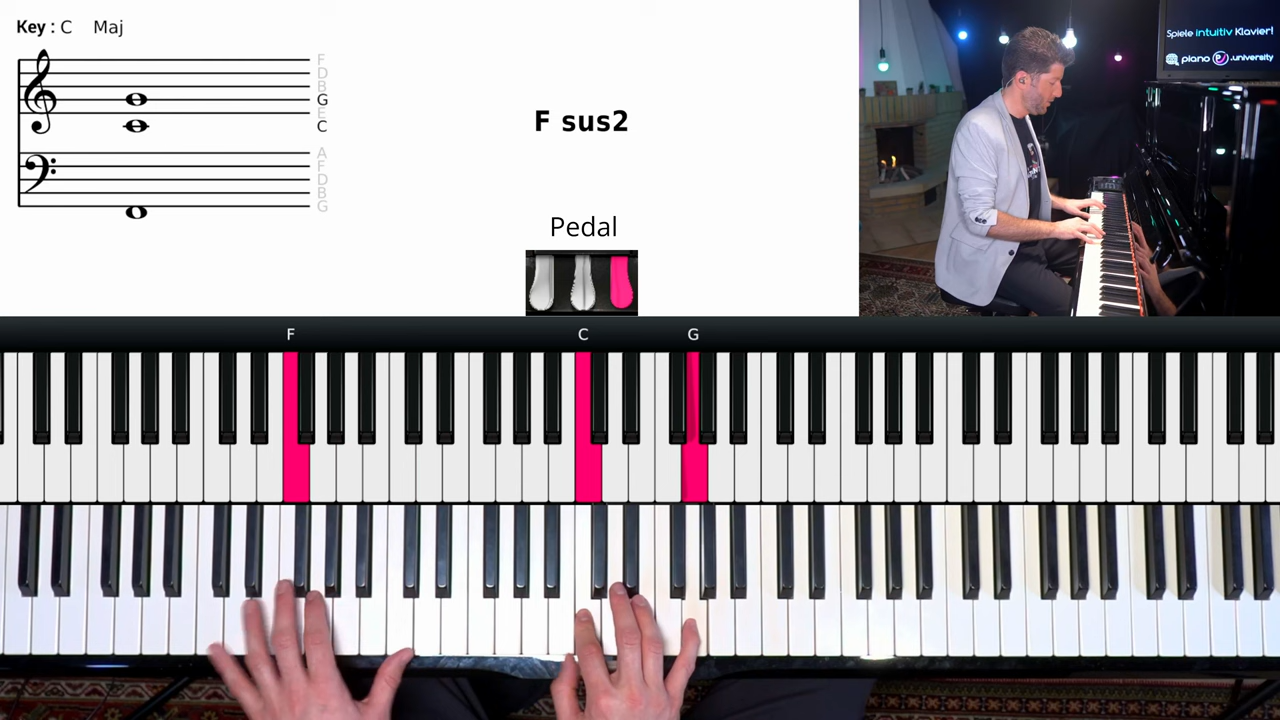 Key : C Maj
F
D
B
G
E
C
A
F
D
B
G
F sus2
Pedal
Spiele intuitiv Klavier!
piano .university
F C G